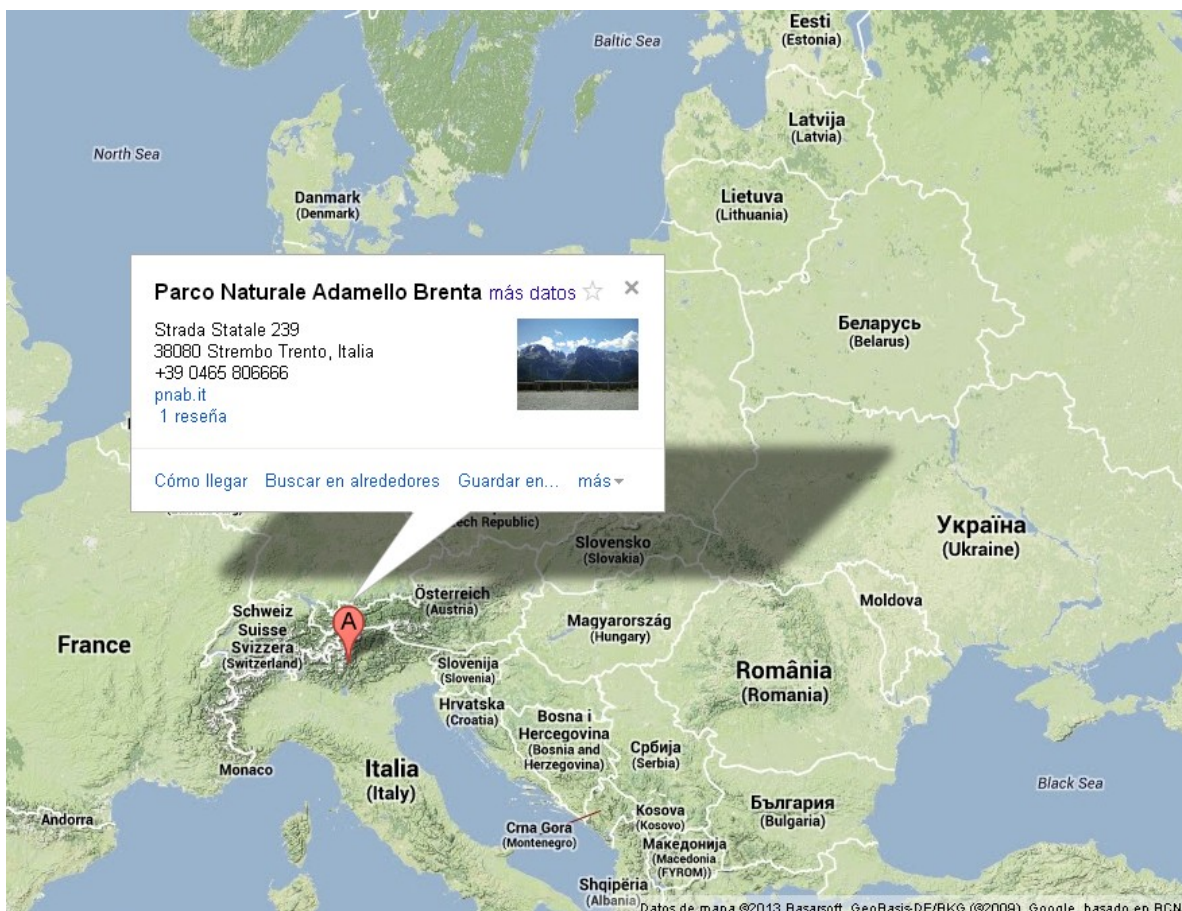 Eesti
(Estonia)
Baltic Sea
Latvija
(Latvia)
North Sea
Danmark
(Denmark)
Lietuva
(Lithuania)
Parco Naturale Adamello Brenta más datos
Strada Statale 239
38080 Strembo Trento, Italia
+39 0465 806666
pnab.it
1 reseña
Cómo llegar Buscar en alrededores Guardar en... más
Беларусь
(Belarus)
ech Republic)
Slovensko
(Slovakia)
Україна
(Ukraine)
Österreich
(Austria)
Schweiz
Suisse
Svizzera
(Switzerland)
A
Magyarország
(Hungary)
Moldova
France
Slovenija
(Slovenia)
România
(Romania)
Hrvatska
(Croatia)
Bosna i
Hercegovina
(Bosnia and
Herzegovina)
Србија
(Serbia)
Monaco
Italia
(Italy)
Black Sea
Andorra
Crna Gora
(Montenegro)
Kosova
(Kosovo)
България
(Bulgaria)
Македонија
(Macedonia
(FYROM))
Shqipëria
(Albania)
Datos de mapa ©2013 Basarsoft, GeoBasis-DE/BKG (©2009), Google, basado en BCN